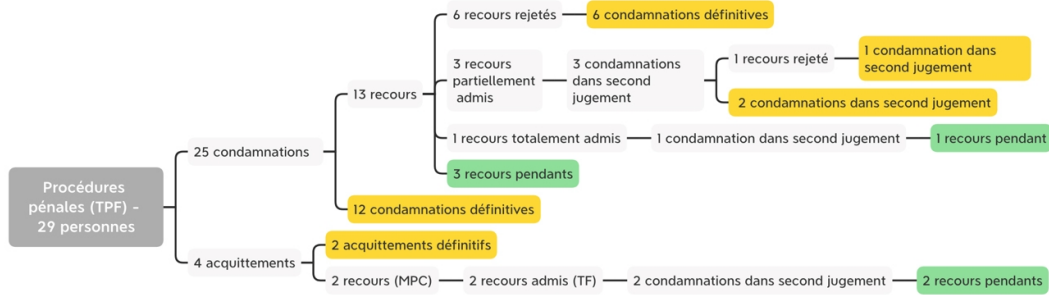 Procédures
pénales (TPF) -
29 personnes
25 condamnations
13 recours
6 recours rejetés
6 condamnations définitives
3 recours
partiellement
admis
3 condamnations
dans second
jugement
1 recours rejeté
1 condamnation dans
second jugement
2 condamnations dans second jugement
1 recours totalement admis
1 condamnation dans second jugement
1 recours pendant
3 recours pendants
12 condamnations définitives
4 acquittements
2 acquittements définitifs
2 recours (MPC)
2 recours admis (TF)
2 condamnations dans second jugement
2 recours pendants